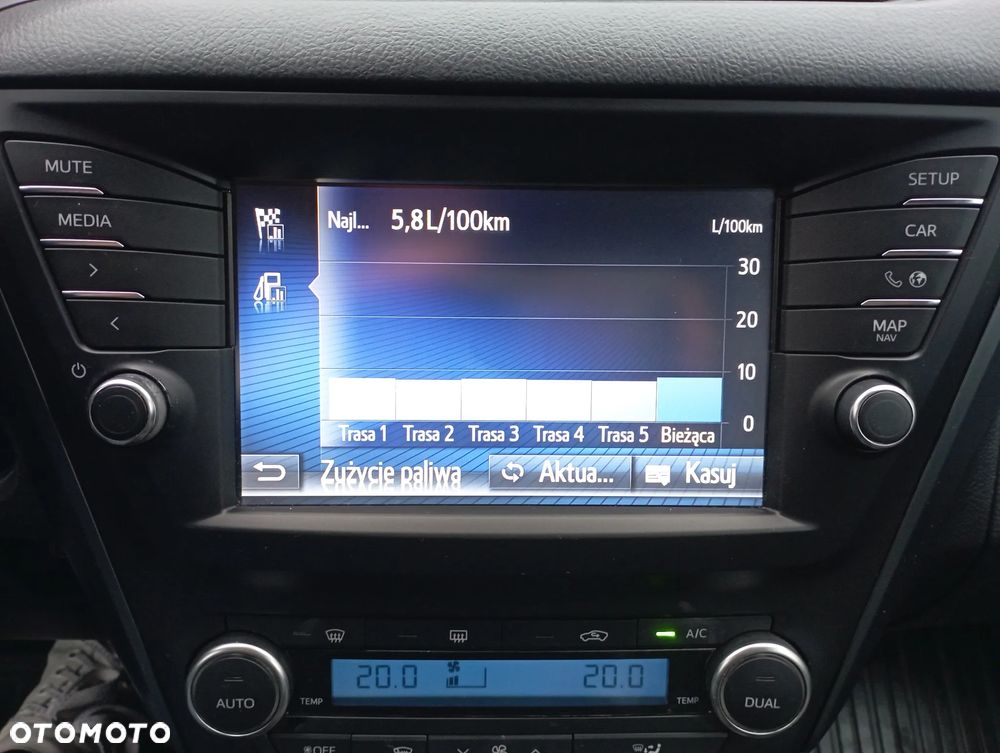 MUTE
MEDIA
SETUP
CAR
MAP
NAV
Najl... 5,8L/100km
L/100km
30
20
10
0
Trasa 1 Trasa 2 Trasa 3 Trasa 4 Trasa 5 Bieżąca
Zużycie paliwa Aktua... Kasuj
A/C
20.0 20.0
AUTO
TEMP
TEMP
DUAL
OFF
OTOMOTO